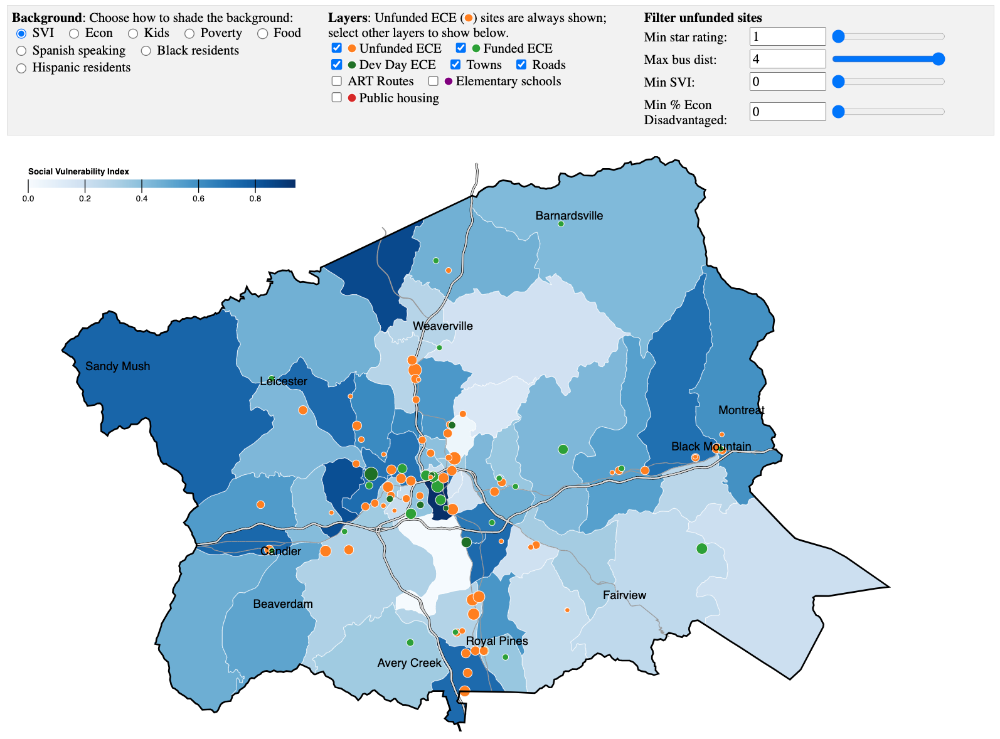 Background: Choose how to shade the background:
SVI Econ Kids Poverty Food
Spanish speaking Black residents
Hispanic residents
Layers: Unfunded ECE ( ) sites are always shown;
select other layers to show below.
Unfunded ECE Funded ECE
Dev Day ECE Towns Roads
ART Routes Elementary schools
Public housing
Filter unfunded sites
Min star rating: 1
Max bus dist: 4
Min SVI: 0
Min % Econ
Disadvantaged: 0
Social Vulnerability Index
0.0 0.2 0.4 0.6 0.8
Barnardsville
Weaverville
Sandy Mush
Leicester
Montreat
Black Mountain
Candler
Fairview
Beaverdam
Royal Pines
Avery Creek